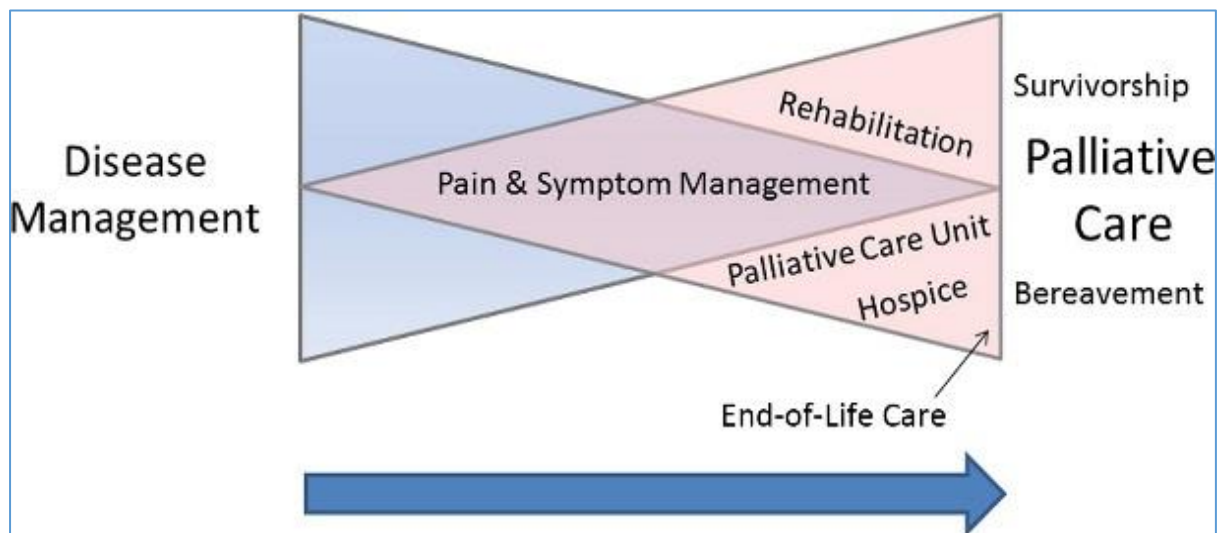 Disease
Management
Pain & Symptom Management
Rehabilitation
Palliative Care Unit
Hospice
End-of-Life Care
Survivorship
Palliative
Care
Bereavement